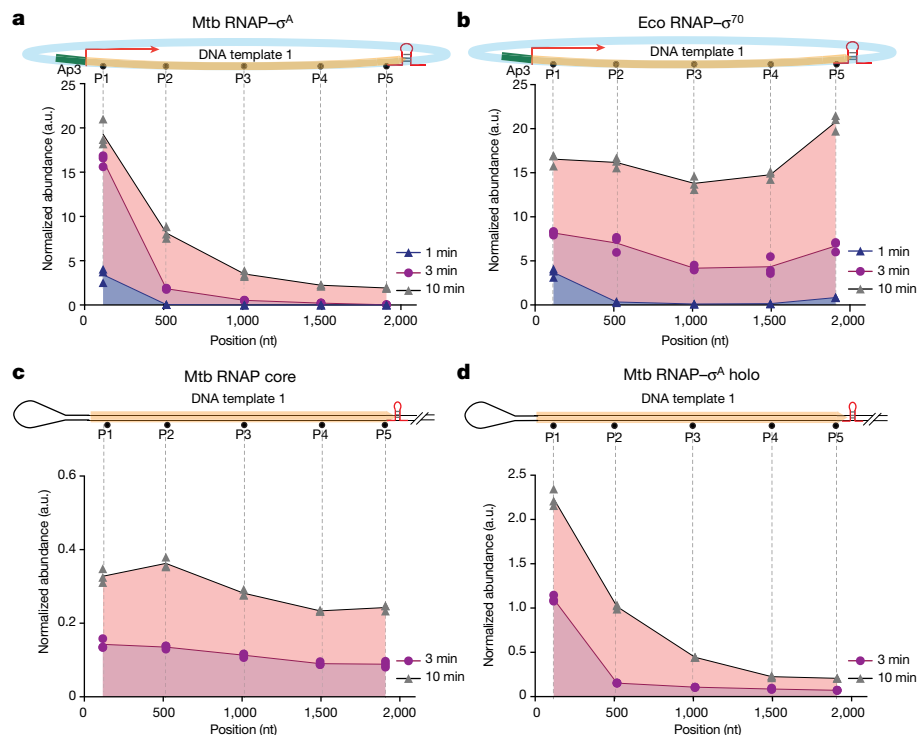 a
Mtb RNAP–σA
DNA template 1
Ap3
P1 P2 P3 P4 P5
Normalized abundance (a.u.)
25
20
15
10
5
0
1 min
3 min
10 min
0 500 1,000 1,500 2,000
Position (nt)
b
Eco RNAP–σ70
DNA template 1
Ap3
P1 P2 P3 P4 P5
Normalized abundance (a.u.)
25
20
15
10
5
0
1 min
3 min
10 min
0 500 1,000 1,500 2,000
Position (nt)
c
Mtb RNAP core
DNA template 1
P1 P2 P3 P4 P5
Normalized abundance (a.u.)
0.6
0.4
0.2
0
3 min
10 min
0 500 1,000 1,500 2,000
Position (nt)
d
Mtb RNAP–σA holo
DNA template 1
P1 P2 P3 P4 P5
Normalized abundance (a.u.)
2.5
2.0
1.5
1.0
0.5
0
3 min
10 min
0 500 1,000 1,500 2,000
Position (nt)